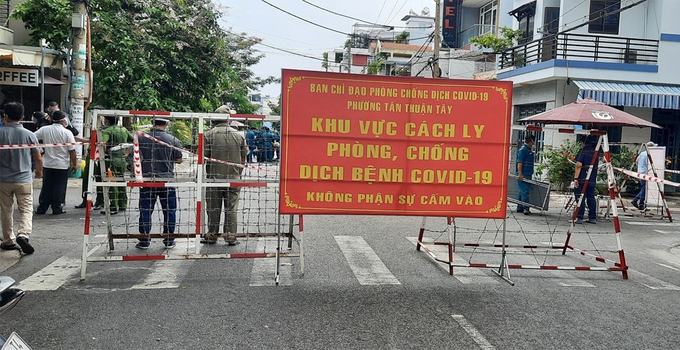 BAN CHỈ ĐẠO PHÒNG CHỐNG DỊCH COVID-19
PHƯỜNG TÂN THUẬN TÂY
KHU VỰC CÁCH LY
PHÒNG, CHỐNG
DỊCH BỆNH COVID-19
KHÔNG PHẬN SỰ CẤM VÀO
COFFEE